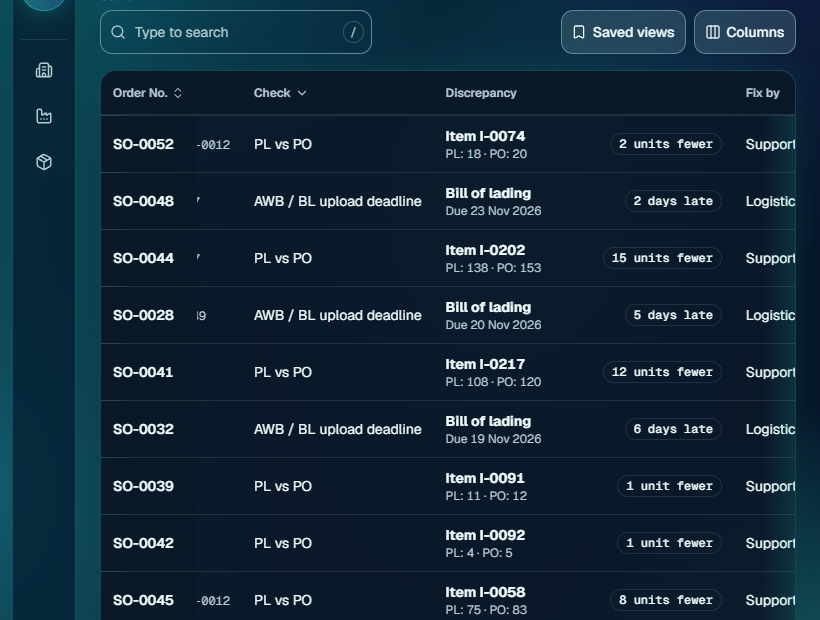 Type to search
/
Saved views
Columns
Order No.
Check
Discrepancy
Fix by
SO-0052 -0012 PL vs PO Item I-0074 2 units fewer Support
PL: 18 · PO: 20
SO-0048 AWB / BL upload deadline Bill of lading 2 days late
Due 23 Nov 2026
SO-0044 PL vs PO Item I-0202 15 units fewer Support
PL: 138 · PO: 153
SO-0028 AWB / BL upload deadline Bill of lading 5 days late
Due 20 Nov 2026
SO-0041 PL vs PO Item I-0217 12 units fewer Support
PL: 108 · PO: 120
SO-0032 AWB / BL upload deadline Bill of lading 6 days late
Due 19 Nov 2026
SO-0039 PL vs PO Item I-0091 1 unit fewer Support
PL: 11 · PO: 12
SO-0042 PL vs PO Item I-0092 1 unit fewer Support
PL: 4 · PO: 5
SO-0045 -0012 PL vs PO Item I-0058 8 units fewer Support
PL: 75 · PO: 83